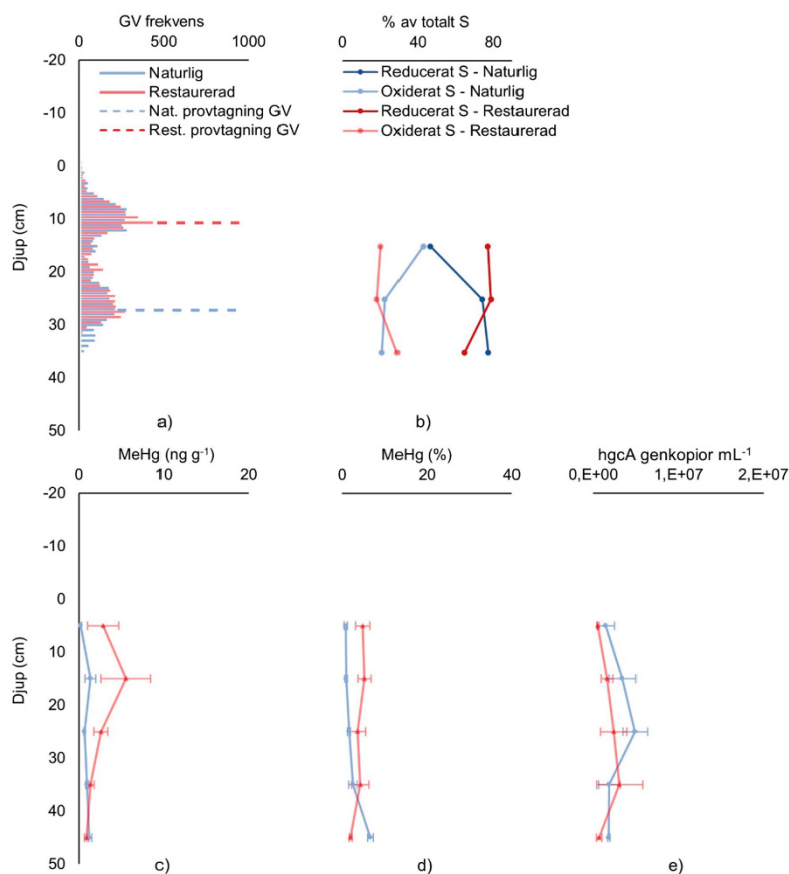 GV frekvens
0 500 1000
-20
-10
0
10
20
30
40
50
Djup (cm)
Naturlig
Restaurerad
Nat. provtagning GV
Rest. provtagning GV
a)
% av totalt S
0 40 80
Reducerat S - Naturlig
Oxiderat S - Naturlig
Reducerat S - Restaurerad
Oxiderat S - Restaurerad
b)
MeHg (ng g⁻¹)
0 20
-20
-10
0
10
20
30
40
50
Djup (cm)
c)
MeHg (%)
0 20 40
d)
hgcA genkopior mL⁻¹
0,E+00 1,E+07 2,E+07
e)